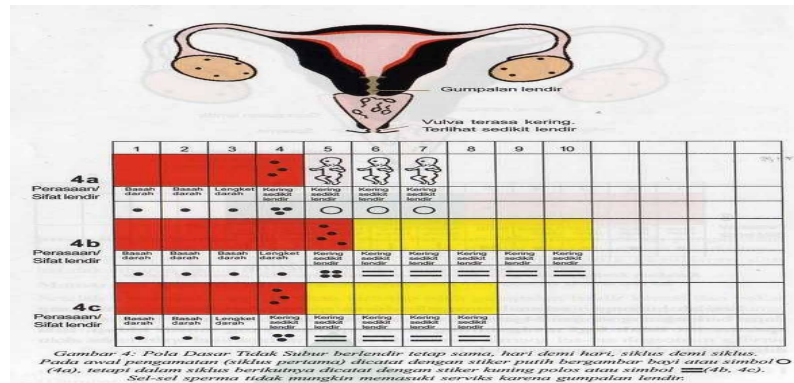 Gumpalan lendir
Vulva terasa kering.
Terlihat sedikit lendir
1 2 3 4 5 6 7 8 9 10
4a
Perasaan/
Sifat lendir
Basah darah Basah darah Lengket darah Kering sedikit lendir Kering sedikit lendir Kering sedikit lendir Kering sedikit lendir
4b
Perasaan/
Sifat lendir
Basah darah Basah darah Basah darah Lengket darah Kering sedikit lendir Kering sedikit lendir Kering sedikit lendir Kering sedikit lendir Kering sedikit lendir Kering sedikit lendir
4c
Perasaan/
Sifat lendir
Basah darah Basah darah Lengket darah Kering sedikit lendir Kering sedikit lendir Kering sedikit lendir Kering sedikit lendir Kering sedikit lendir
Gambar 4: Pola Dasar Tidak Subur berlendir tetap sama, hari demi hari, siklus demi siklus.
Pada awal pengamatan (siklus pertama) dicatat dengan stiker putih bergambar bayi atau simbol O
(4a), tetapi dalam siklus berikutnya dicatat dengan stiker kuning polos atau simbol = (4b, 4c).
Sel-sel sperma tidak mungkin memasuki serviks karena gumpalan lendir